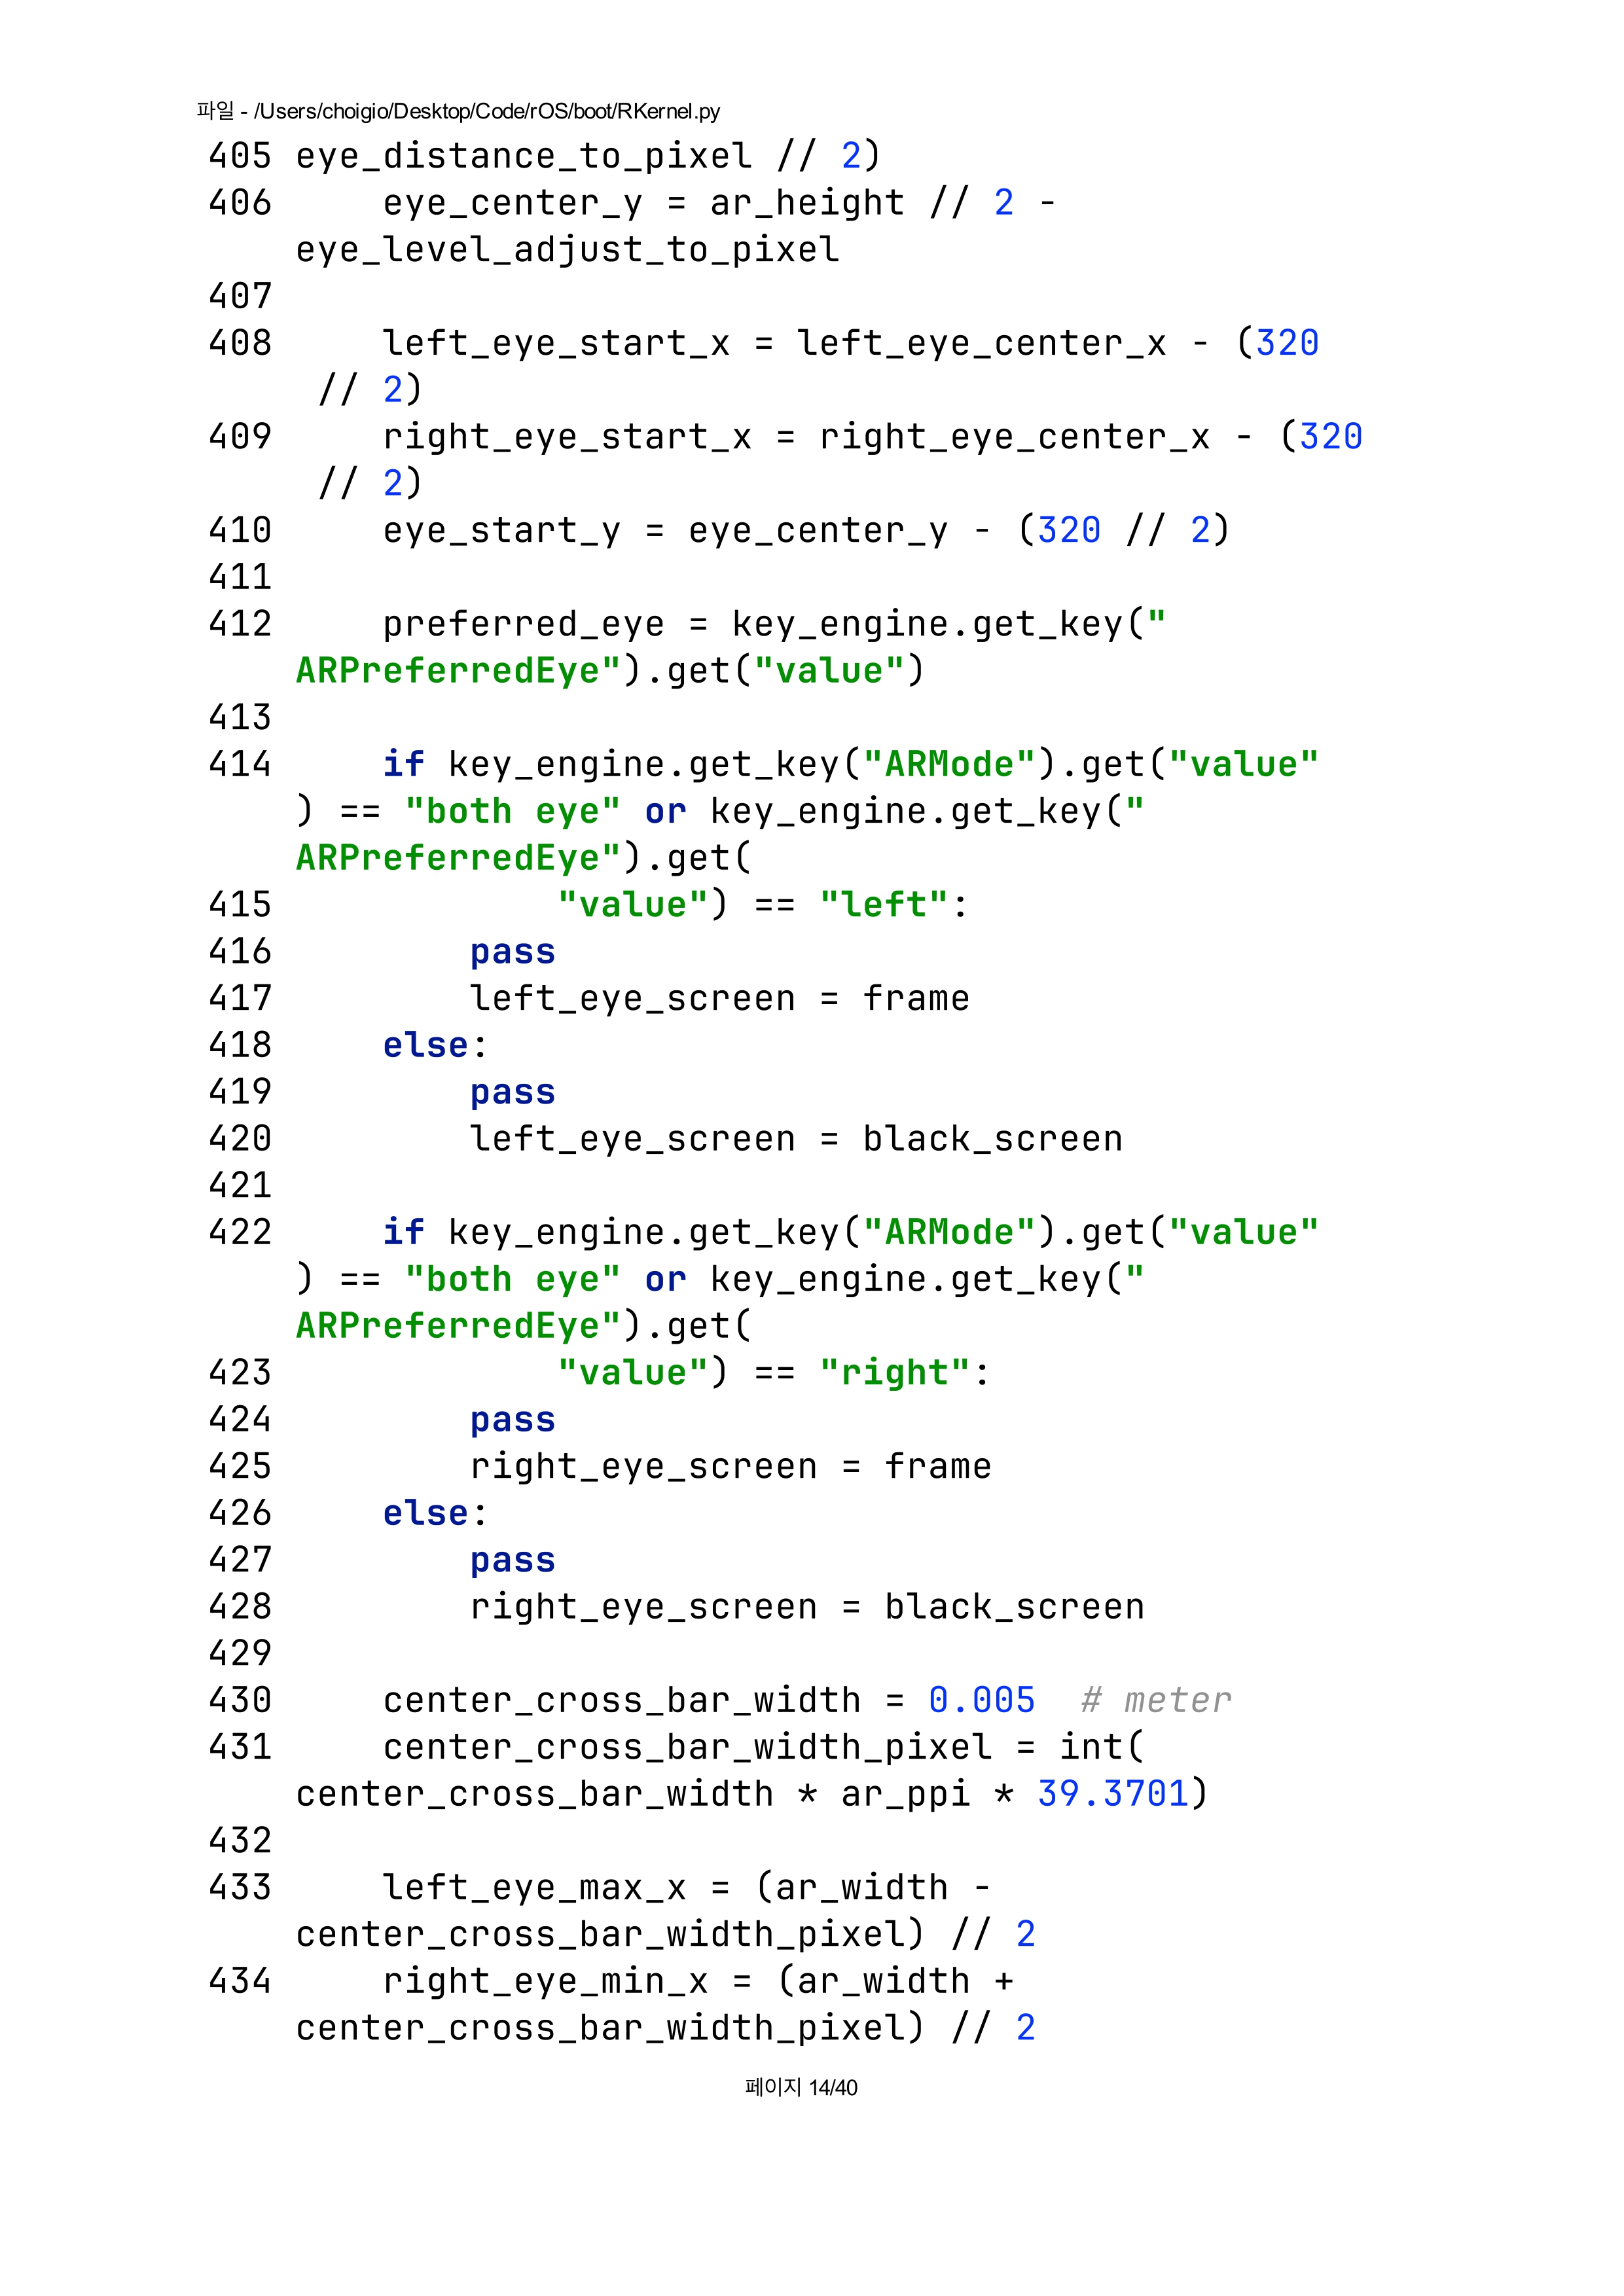 파일 - /Users/choigio/Desktop/Code/rOS/boot/RKernel.py
405 eye_distance_to_pixel // 2)
406     eye_center_y = ar_height // 2 -
    eye_level_adjust_to_pixel
407
408     left_eye_start_x = left_eye_center_x - (320
     // 2)
409     right_eye_start_x = right_eye_center_x - (320
     // 2)
410     eye_start_y = eye_center_y - (320 // 2)
411
412     preferred_eye = key_engine.get_key("
    ARPreferredEye").get("value")
413
414     if key_engine.get_key("ARMode").get("value"
    ) == "both eye" or key_engine.get_key("
    ARPreferredEye").get(
415             "value") == "left":
416         pass
417         left_eye_screen = frame
418     else:
419         pass
420         left_eye_screen = black_screen
421
422     if key_engine.get_key("ARMode").get("value"
    ) == "both eye" or key_engine.get_key("
    ARPreferredEye").get(
423             "value") == "right":
424         pass
425         right_eye_screen = frame
426     else:
427         pass
428         right_eye_screen = black_screen
429
430     center_cross_bar_width = 0.005  # meter
431     center_cross_bar_width_pixel = int(
    center_cross_bar_width * ar_ppi * 39.3701)
432
433     left_eye_max_x = (ar_width -
    center_cross_bar_width_pixel) // 2
434     right_eye_min_x = (ar_width +
    center_cross_bar_width_pixel) // 2
페이지 14/40